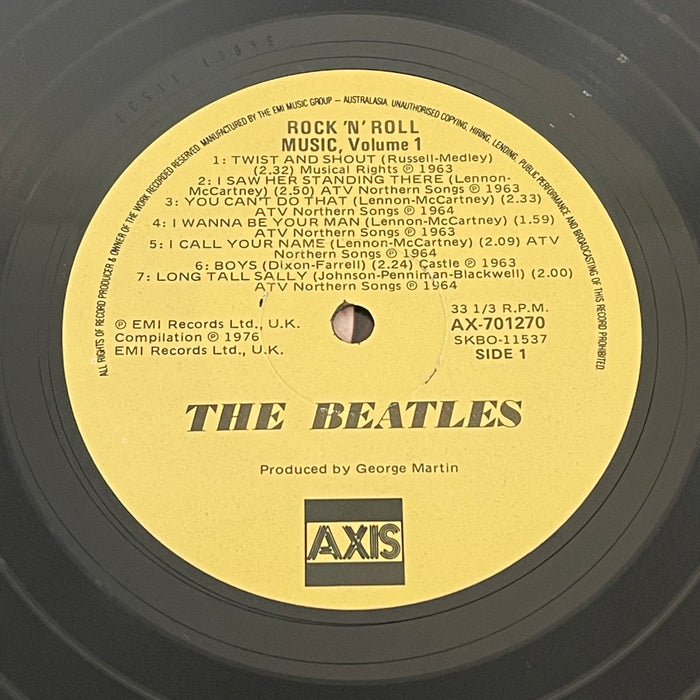 ALL RIGHTS OF RECORD PRODUCER & OWNER OF THE WORK RECORDED RESERVED. MANUFACTURED BY THE EMI MUSIC GROUP — AUSTRALASIA. UNAUTHORISED COPYING, HIRING, LENDING, PUBLIC PERFORMANCE AND BROADCASTING OF THIS RECORD PROHIBITED
ROCK 'N' ROLL
MUSIC, Volume 1
1: TWIST AND SHOUT (Russell-Medley)
(2.32) Musical Rights ℗ 1963
2: I SAW HER STANDING THERE (Lennon-
McCartney) (2.50) ATV Northern Songs ℗ 1963
3: YOU CAN'T DO THAT (Lennon-McCartney) (2.33)
ATV Northern Songs ℗ 1964
4: I WANNA BE YOUR MAN (Lennon-McCartney) (1.59)
ATV Northern Songs ℗ 1963
5: I CALL YOUR NAME (Lennon-McCartney) (2.09) ATV
Northern Songs ℗ 1964
6: BOYS (Dixon-Farrell) (2.24) Castle ℗ 1963
7: LONG TALL SALLY (Johnson-Penniman-Blackwell) (2.00)
ATV Northern Songs ℗ 1964
℗ EMI Records Ltd., U.K.
Compilation ℗ 1976
EMI Records Ltd., U.K.
33 1/3 R.P.M.
AX-701270
SKBO-11537
SIDE 1
THE BEATLES
Produced by George Martin
AXIS